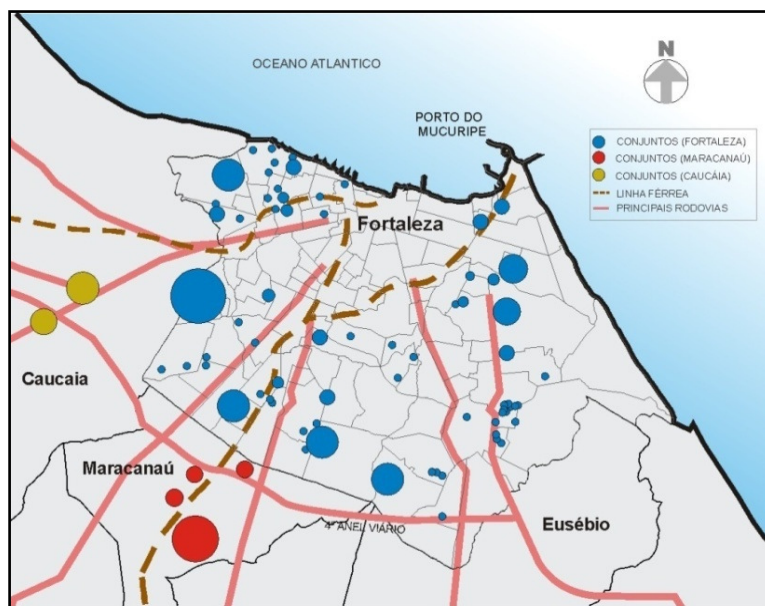 OCEANO ATLANTICO
N
PORTO DO
MUCURIPE
CONJUNTOS (FORTALEZA)
CONJUNTOS (MARACANAÚ)
CONJUNTOS (CAUCÁIA)
LINHA FÉRREA
PRINCIPAIS RODOVIAS
Fortaleza
Caucaia
Maracanaú
Eusébio
4º ANEL VIÁRIO